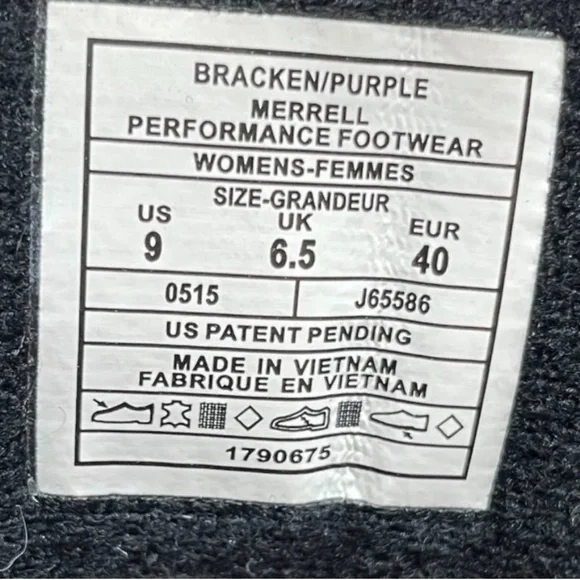 BRACKEN/PURPLE
MERRELL
PERFORMANCE FOOTWEAR
WOMENS-FEMMES
SIZE-GRANDEUR
US UK EUR
9 6.5 40
0515 J65586
US PATENT PENDING
MADE IN VIETNAM
FABRIQUE EN VIETNAM
1790675